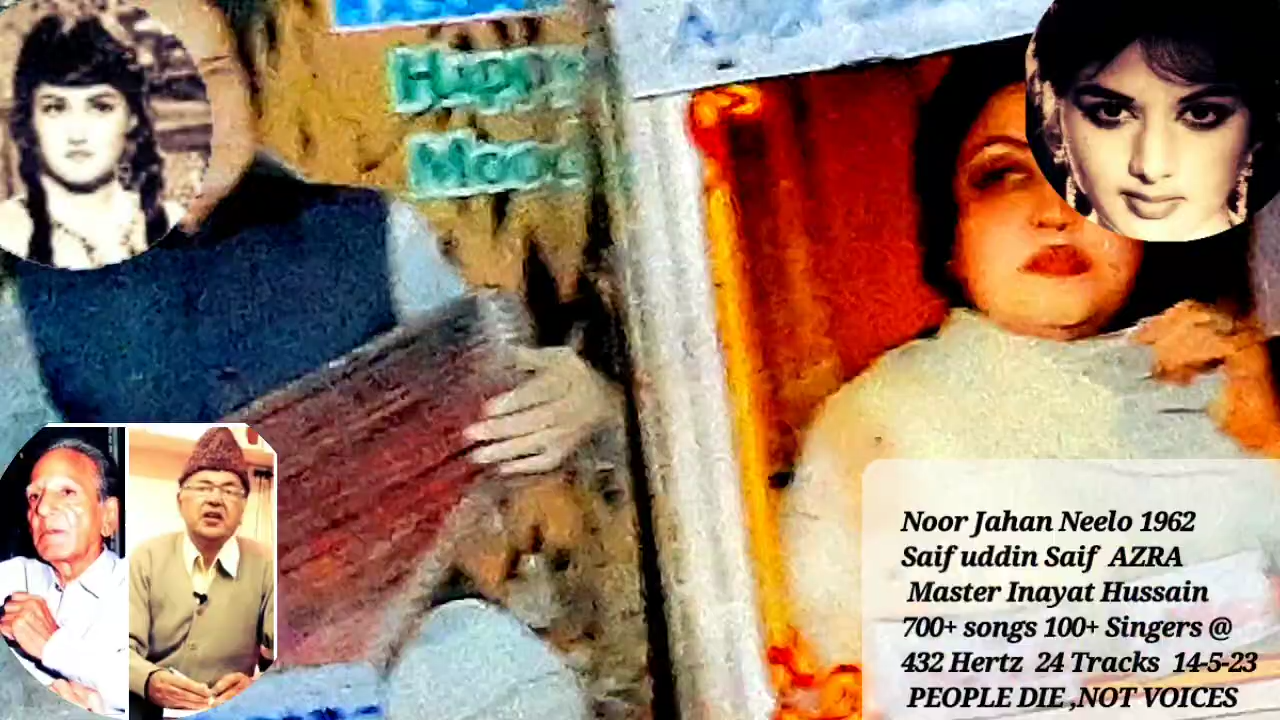 Noor Jahan Neelo 1962
Saif uddin Saif AZRA
Master Inayat Hussain
700+ songs 100+ Singers @
432 Hertz 24 Tracks 14-5-23
PEOPLE DIE ,NOT VOICES